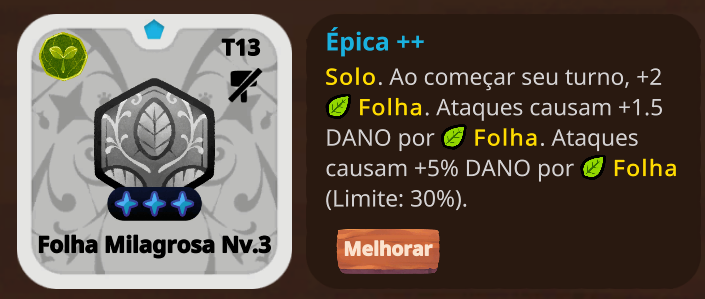 T13
Folha Milagrosa Nv.3
Épica ++
Solo. Ao começar seu turno, +2
Folha. Ataques causam +1.5
DANO por Folha. Ataques
causam +5% DANO por Folha
(Limite: 30%).
Melhorar